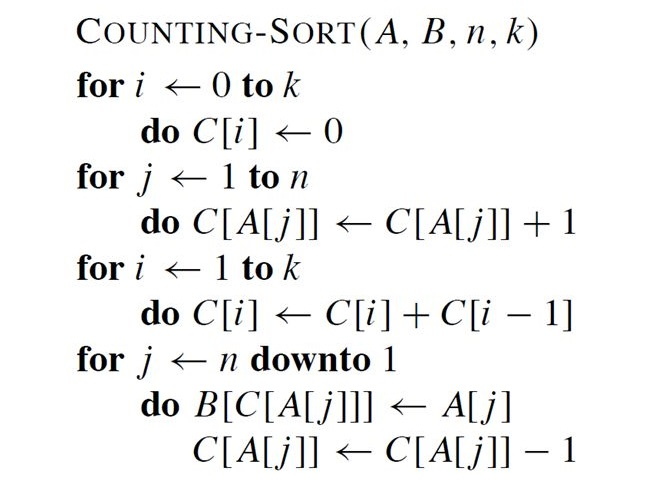 COUNTING-SORT(A, B, n, k)
for i ← 0 to k
do C[i] ← 0
for j ← 1 to n
do C[A[j]] ← C[A[j]] + 1
for i ← 1 to k
do C[i] ← C[i] + C[i − 1]
for j ← n downto 1
do B[C[A[j]]] ← A[j]
C[A[j]] ← C[A[j]] − 1